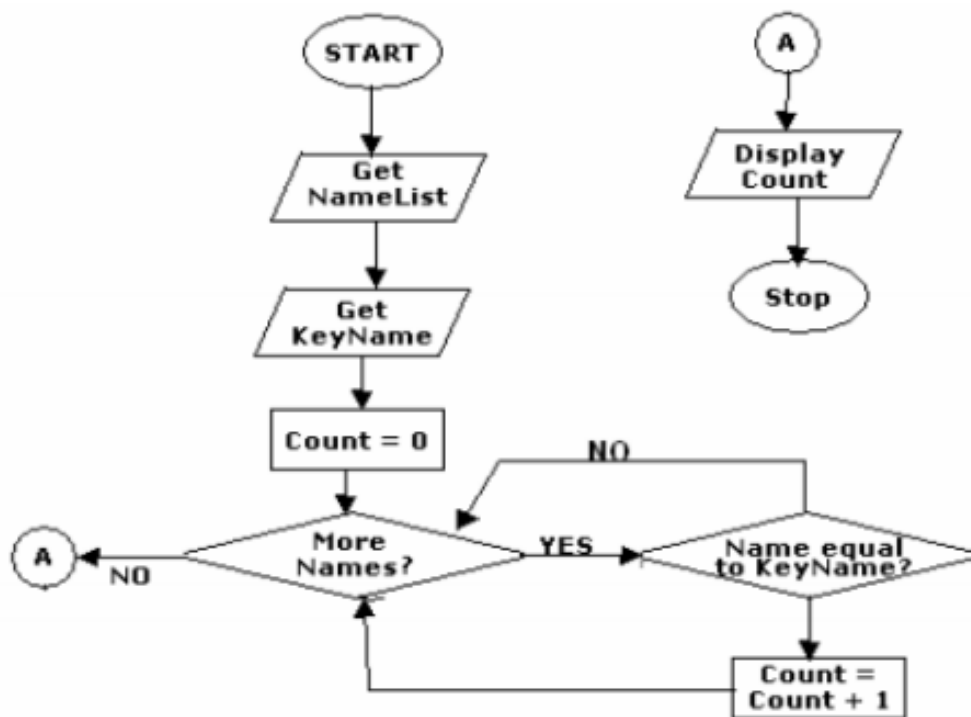 START
Get
NameList
Get
KeyName
Count = 0
More
Names?
YES
NO
A
Name equal
to KeyName?
NO
Count =
Count + 1
A
Display
Count
Stop